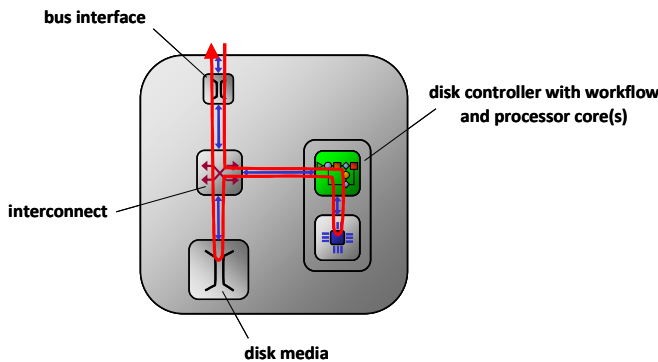 bus interface
disk controller with workflow
and processor core(s)
interconnect
disk media